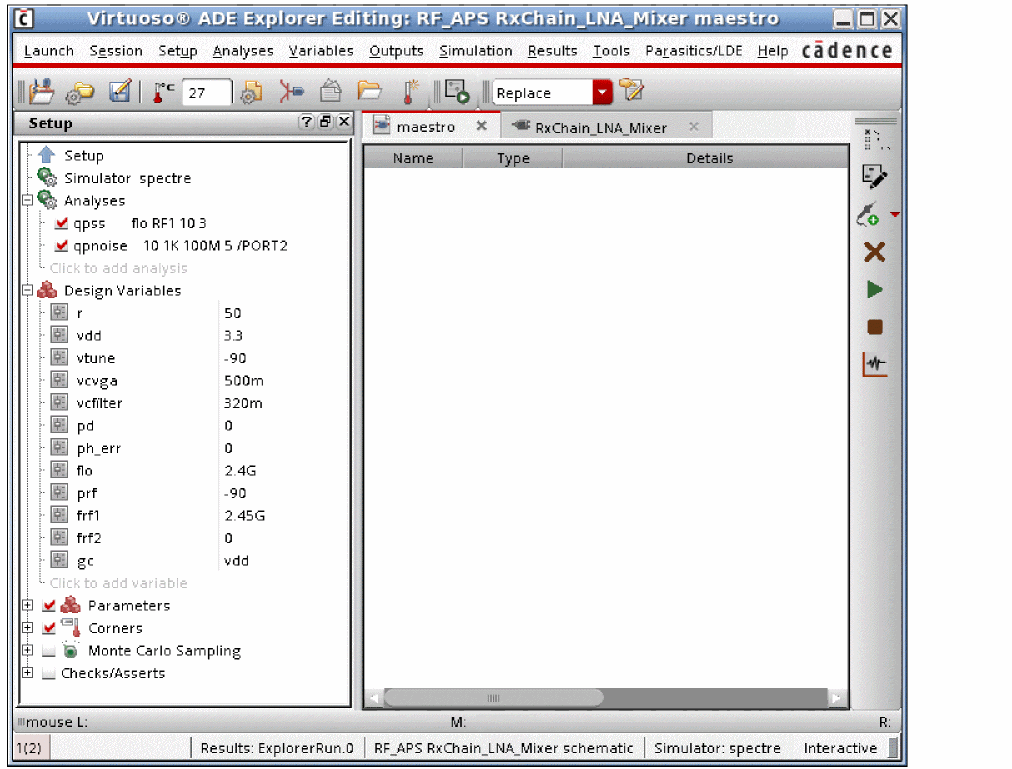 Virtuoso® ADE Explorer Editing: RF_APS RxChain_LNA_Mixer maestro
Launch Session Setup Analyses Variables Outputs Simulation Results Tools Parasitics/LDE Help cādence
°C 27 Replace
Setup
maestro
RxChain_LNA_Mixer
Name Type Details
Setup
Simulator spectre
Analyses
qpss flo RF1 10 3
qpnoise 10 1K 100M 5 /PORT2
Click to add analysis
Design Variables
r 50
vdd 3.3
vtune -90
vcvga 500m
vcfilter 320m
pd 0
ph_err 0
flo 2.4G
prf -90
frf1 2.45G
frf2 0
gc vdd
Click to add variable
Parameters
Corners
Monte Carlo Sampling
Checks/Asserts
mouse L: M: R:
1(2) Results: ExplorerRun.0 RF_APS RxChain_LNA_Mixer schematic Simulator: spectre Interactive